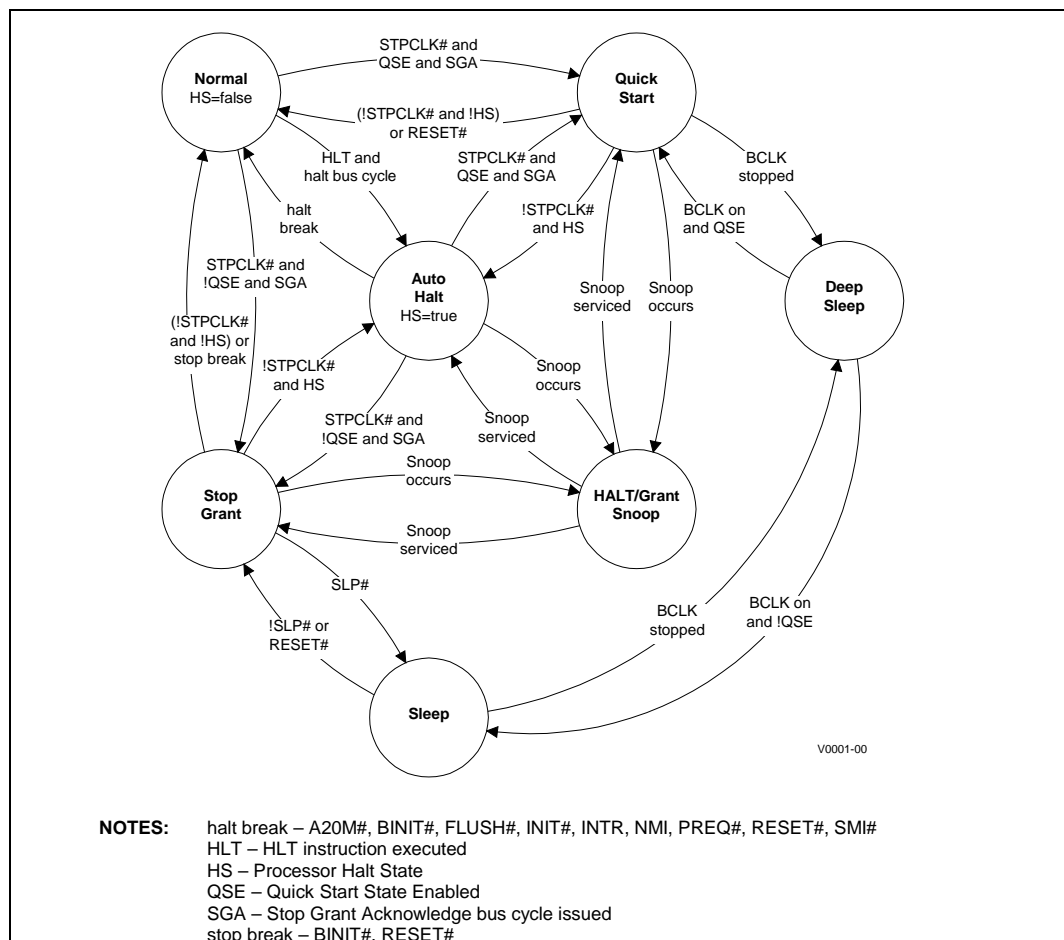 STPCLK# and
QSE and SGA
Normal
HS=false
Quick
Start
(!STPCLK# and !HS)
or RESET#
HLT and
halt bus cycle
STPCLK# and
QSE and SGA
BCLK
stopped
halt
break
!STPCLK#
and HS
BCLK on
and QSE
STPCLK# and
!QSE and SGA
Auto
Halt
HS=true
Snoop
serviced
Snoop
occurs
Deep
Sleep
(!STPCLK#
and !HS) or
stop break
!STPCLK#
and HS
Snoop
occurs
STPCLK# and
!QSE and SGA
Snoop
serviced
Stop
Grant
Snoop
occurs
HALT/Grant
Snoop
Snoop
serviced
SLP#
!SLP# or
RESET#
BCLK
stopped
BCLK on
and !QSE
Sleep
V0001-00
NOTES: halt break – A20M#, BINIT#, FLUSH#, INIT#, INTR, NMI, PREQ#, RESET#, SMI#
HLT – HLT instruction executed
HS – Processor Halt State
QSE – Quick Start State Enabled
SGA – Stop Grant Acknowledge bus cycle issued
stop break – BINIT#, RESET#